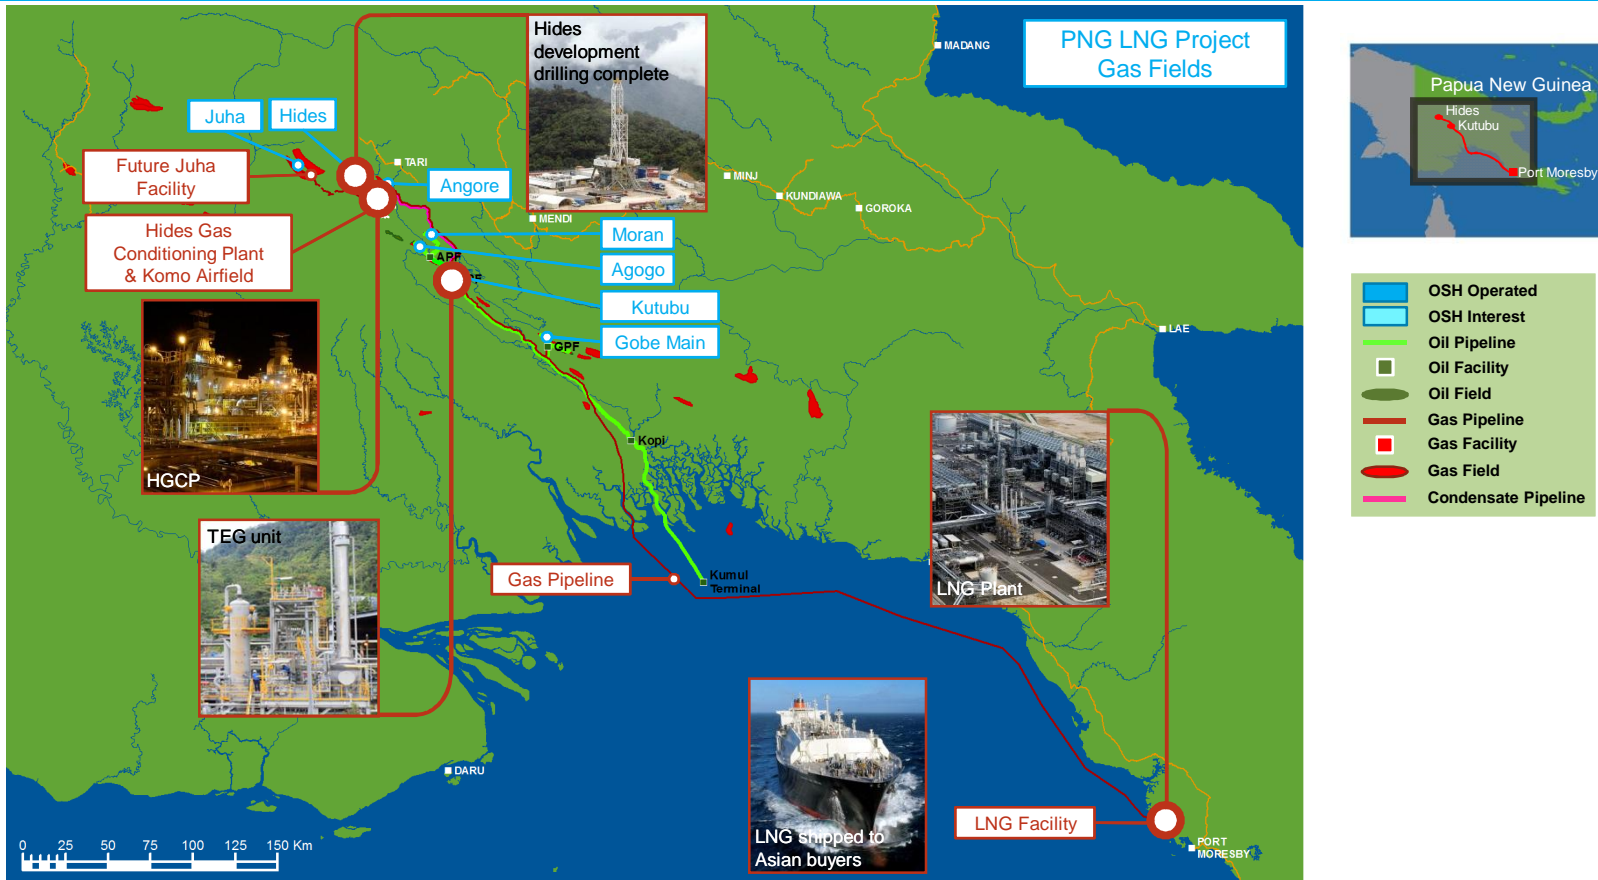 PNG LNG Project
Gas Fields
Hides
development
drilling complete
MADANG
Papua New Guinea
Hides
Kutubu
Port Moresby
Juha
Hides
Future Juha
Facility
TARI
Angore
MINJ
KUNDIAWA
GOROKA
MENDI
Hides Gas
Conditioning Plant
& Komo Airfield
Moran
APF
Agogo
Kutubu
Gobe Main
GPF
LAE
OSH Operated
OSH Interest
Oil Pipeline
Oil Facility
Oil Field
Gas Pipeline
Gas Facility
Gas Field
Condensate Pipeline
Kopi
HGCP
TEG unit
Gas Pipeline
Kumul
Terminal
LNG Plant
DARU
LNG shipped to
Asian buyers
LNG Facility
PORT
MORESBY
0 25 50 75 100 125 150 Km